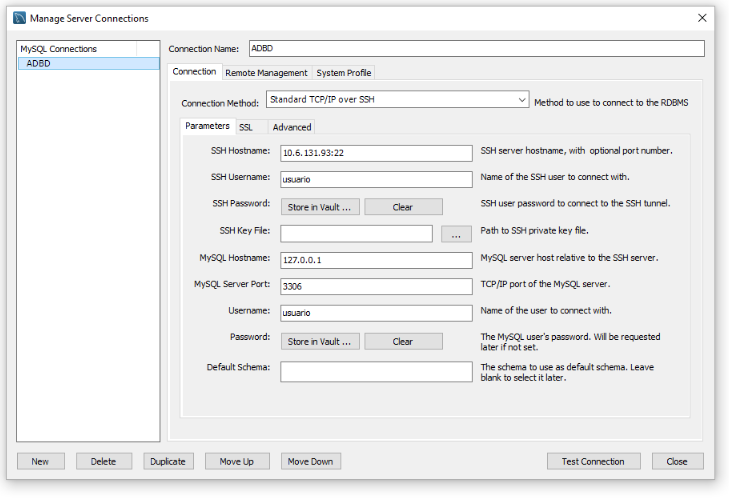 Manage Server Connections
MySQL Connections
ADBD
Connection Name: ADBD
Connection Remote Management System Profile
Connection Method: Standard TCP/IP over SSH Method to use to connect to the RDBMS
Parameters SSL Advanced
SSH Hostname: 10.6.131.93:22 SSH server hostname, with optional port number.
SSH Username: usuario Name of the SSH user to connect with.
SSH Password: Store in Vault ... Clear SSH user password to connect to the SSH tunnel.
SSH Key File: ... Path to SSH private key file.
MySQL Hostname: 127.0.0.1 MySQL server host relative to the SSH server.
MySQL Server Port: 3306 TCP/IP port of the MySQL server.
Username: usuario Name of the user to connect with.
Password: Store in Vault ... Clear The MySQL user's password. Will be requested
later if not set.
Default Schema: The schema to use as default schema. Leave
blank to select it later.
New Delete Duplicate Move Up Move Down Test Connection Close